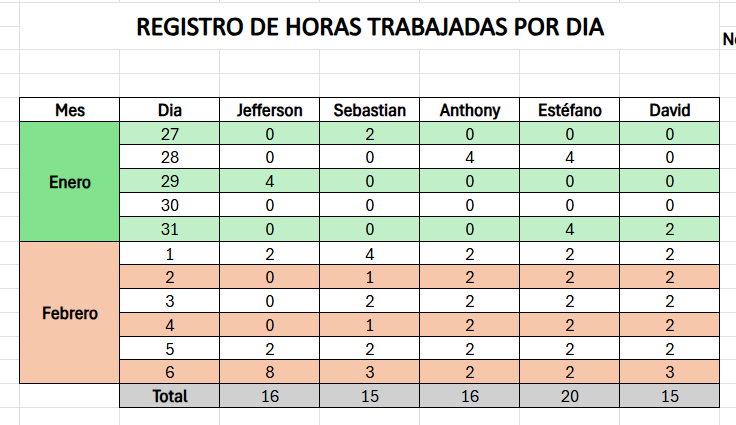 REGISTRO DE HORAS TRABAJADAS POR DIA
Mes Dia Jefferson Sebastian Anthony Estéfano David
27 0 2 0 0 0
28 0 0 4 4 0
Enero 29 4 0 0 0 0
30 0 0 0 0 0
31 0 0 0 4 2
1 2 4 2 2 2
2 0 1 2 2 2
3 0 2 2 2 2
Febrero
4 0 1 2 2 2
5 2 2 2 2 2
6 8 3 2 2 3
Total 16 15 16 20 15